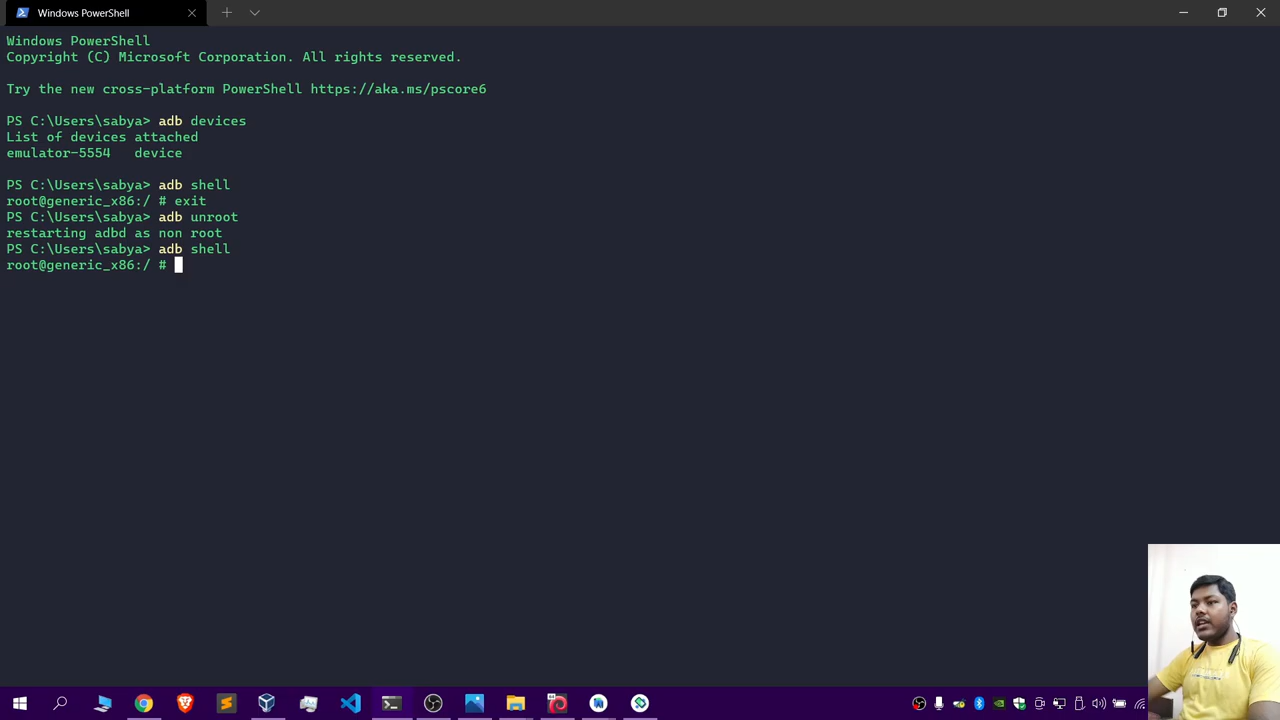 Windows PowerShell
Windows PowerShell
Copyright (C) Microsoft Corporation. All rights reserved.
Try the new cross-platform PowerShell https://aka.ms/pscore6
PS C:\Users\sabya> adb devices
List of devices attached
emulator-5554   device
PS C:\Users\sabya> adb shell
root@generic_x86:/ # exit
PS C:\Users\sabya> adb unroot
restarting adbd as non root
PS C:\Users\sabya> adb shell
root@generic_x86:/ #